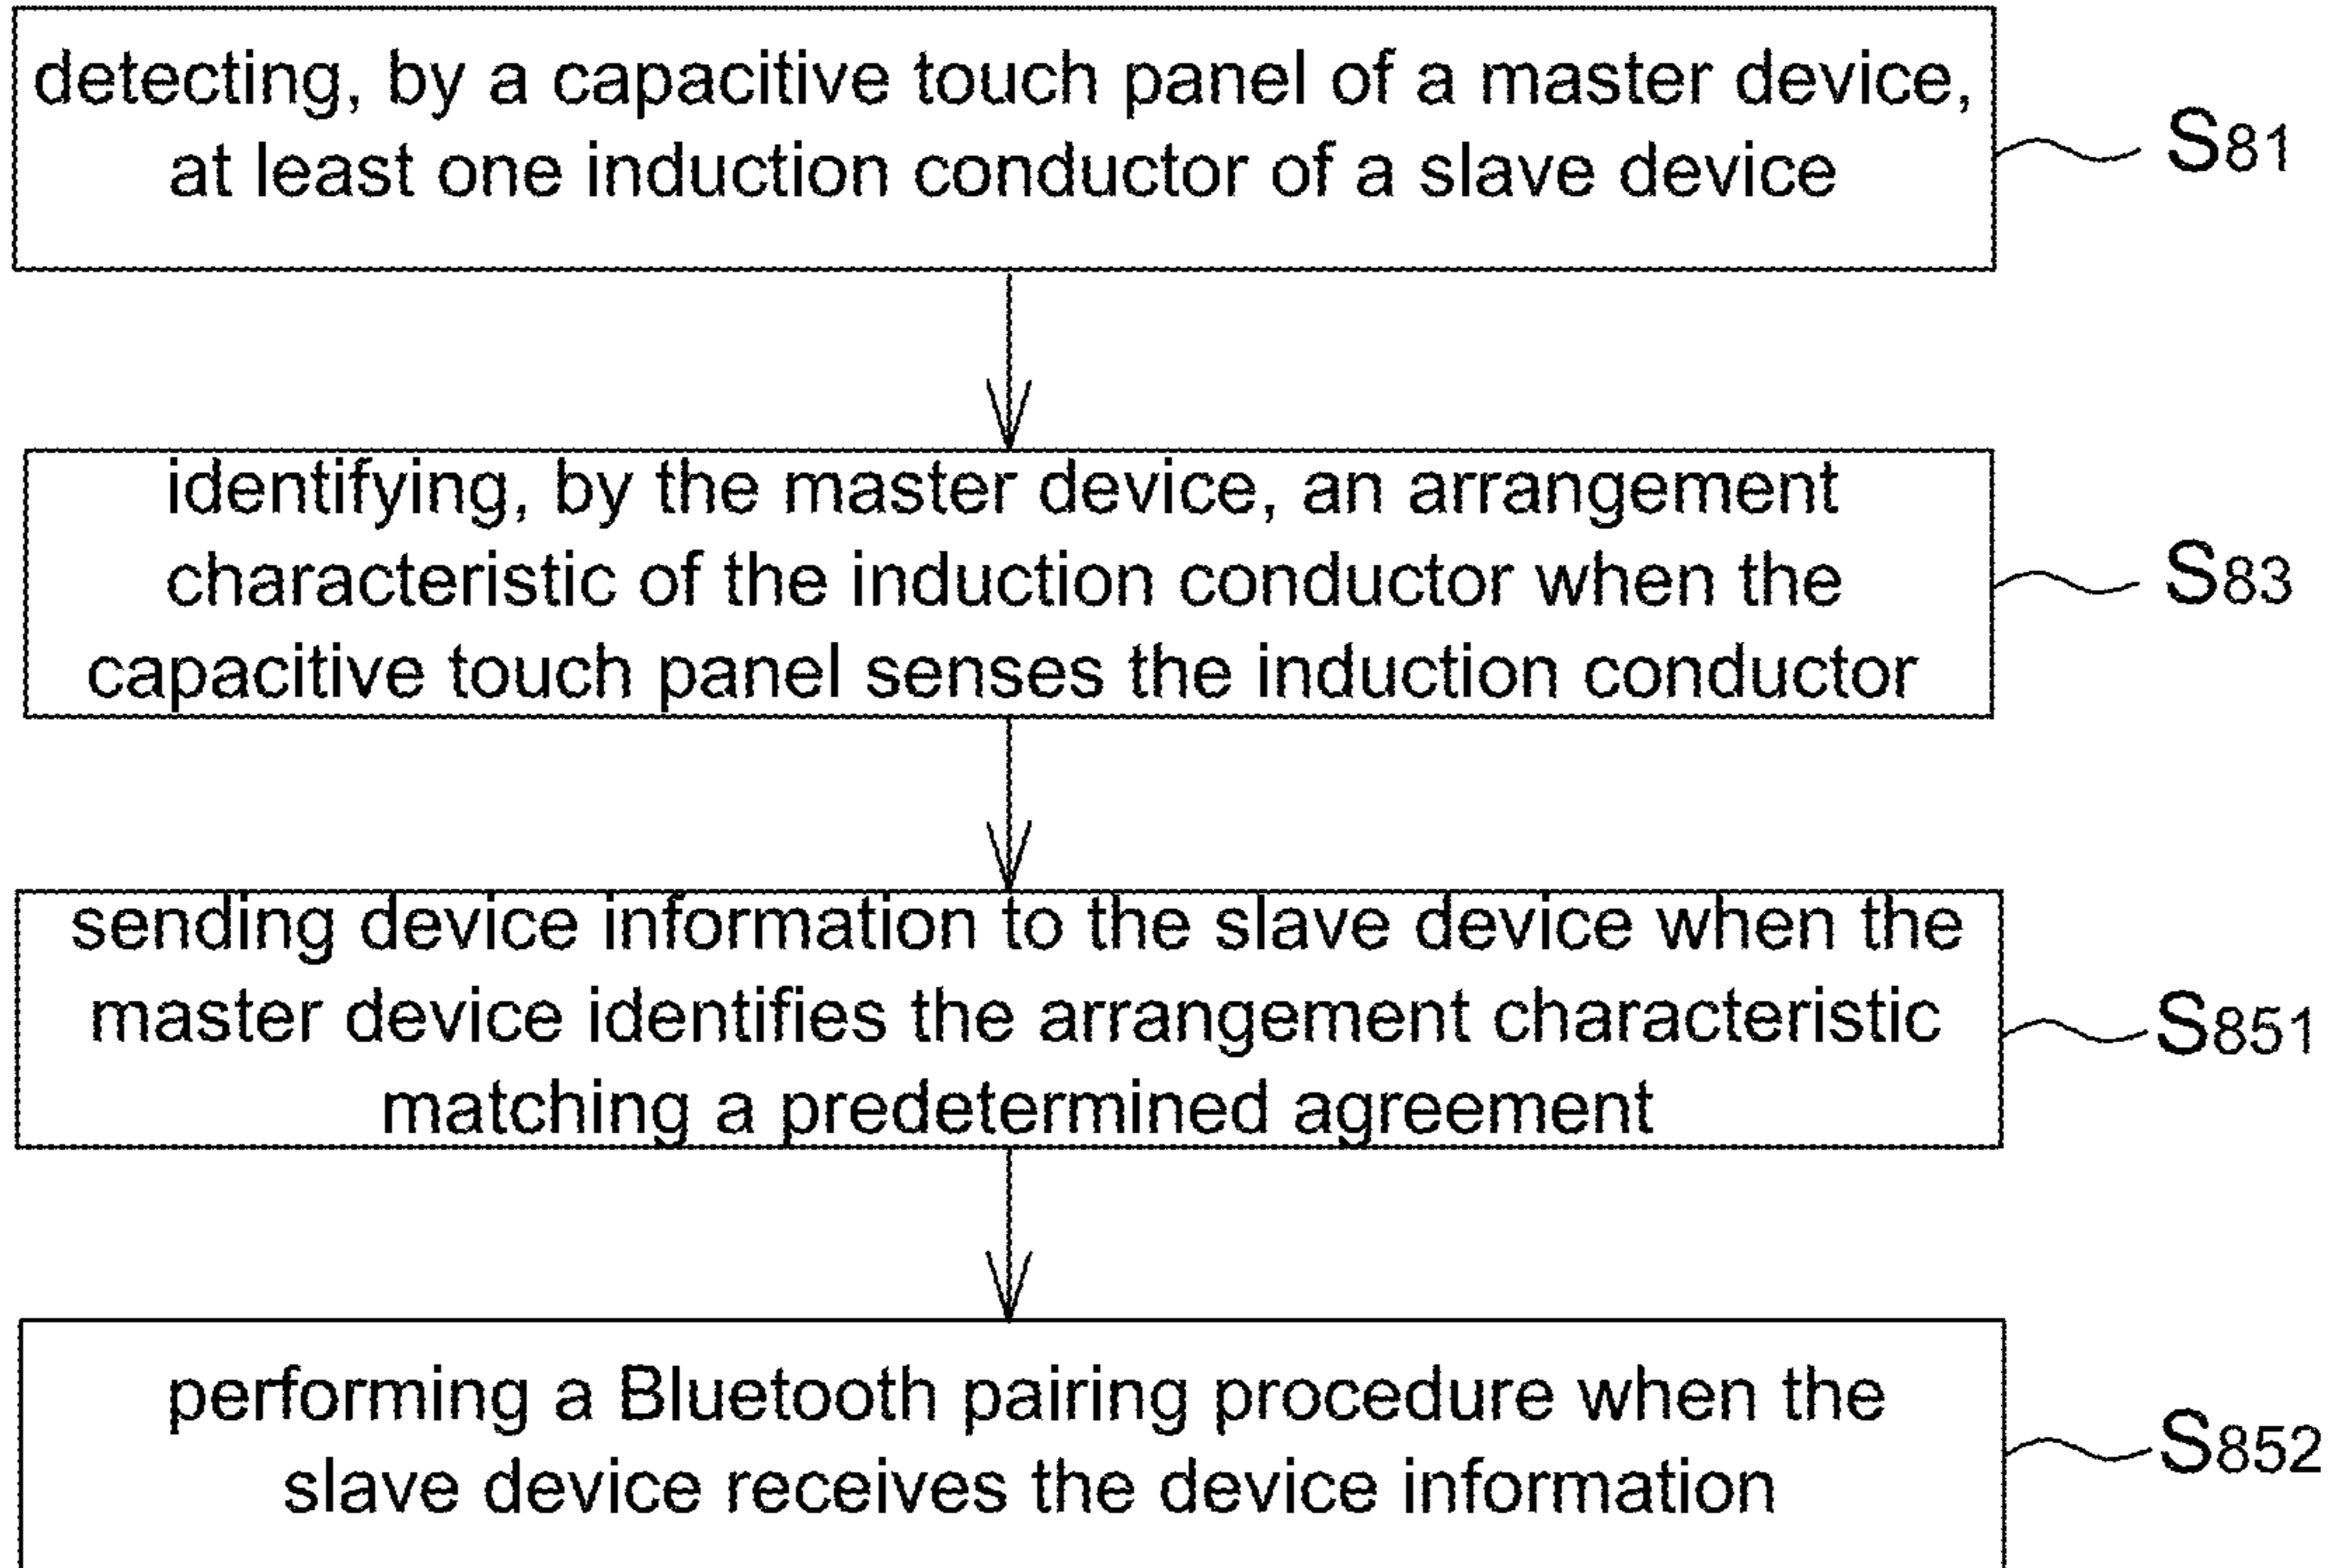 detecting, by a capacitive touch panel of a master device,
at least one induction conductor of a slave device
S81
identifying, by the master device, an arrangement
characteristic of the induction conductor when the
capacitive touch panel senses the induction conductor
S83
sending device information to the slave device when the
master device identifies the arrangement characteristic
matching a predetermined agreement
S851
performing a Bluetooth pairing procedure when the
slave device receives the device information
S852